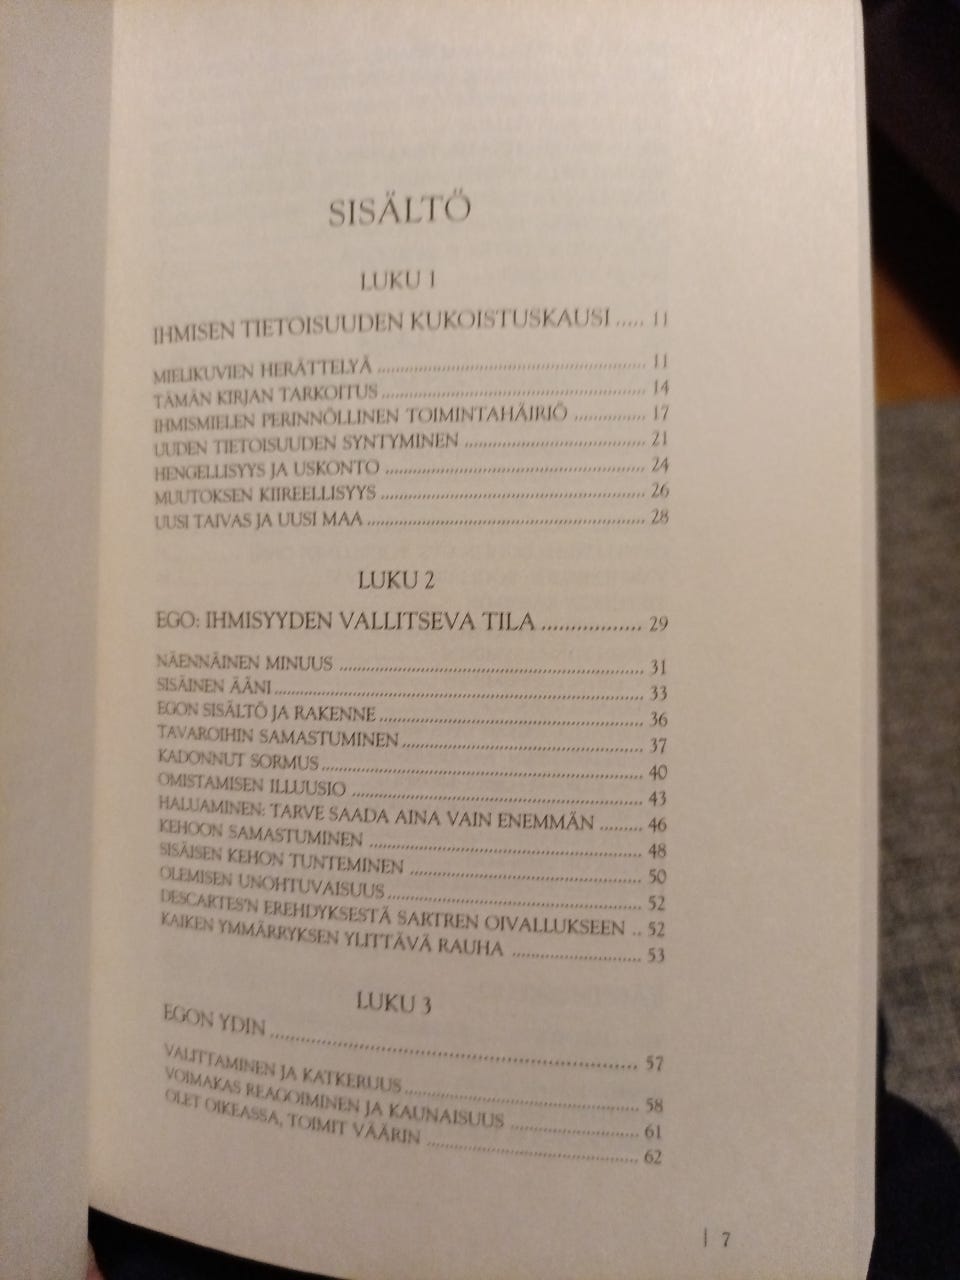 SISÄLTÖ
LUKU 1
IHMISEN TIETOISUUDEN KUKOISTUSKAUSI ..... 11
MIELIKUVIEN HERÄTTELYÄ ..... 11
TÄMÄN KIRJAN TARKOITUS ..... 14
IHMISMIELEN PERINNÖLLINEN TOIMINTAHÄIRIÖ ..... 17
UUDEN TIETOISUUDEN SYNTYMINEN ..... 21
HENGELLISYYS JA USKONTO ..... 24
MUUTOKSEN KIIREELLISYYS ..... 26
UUSI TAIVAS JA UUSI MAA ..... 28
LUKU 2
EGO: IHMISYYDEN VALLITSEVA TILA ..... 29
NÄENNÄINEN MINUUS ..... 31
SISÄINEN ÄÄNI ..... 33
EGON SISÄLTÖ JA RAKENNE ..... 36
TAVAROIHIN SAMASTUMINEN ..... 37
KADONNUT SORMUS ..... 40
OMISTAMISEN ILLUUSIO ..... 43
HALUAMINEN: TARVE SAADA AINA VAIN ENEMMÄN ..... 46
KEHOON SAMASTUMINEN ..... 48
SISÄISEN KEHON TUNTEMINEN ..... 50
OLEMISEN UNOHTUVAISUUS ..... 52
DESCARTES'N EREHDYKSESTÄ SARTREN OIVALLUKSEEN .. 52
KAIKEN YMMÄRRYKSEN YLITTÄVÄ RAUHA ..... 53
LUKU 3
EGON YDIN ..... 57
VALITTAMINEN JA KATKERUUS ..... 58
VOIMAKAS REAGOIMINEN JA KAUNAISUUS ..... 61
OLET OIKEASSA, TOIMIT VÄÄRIN ..... 62
| 7